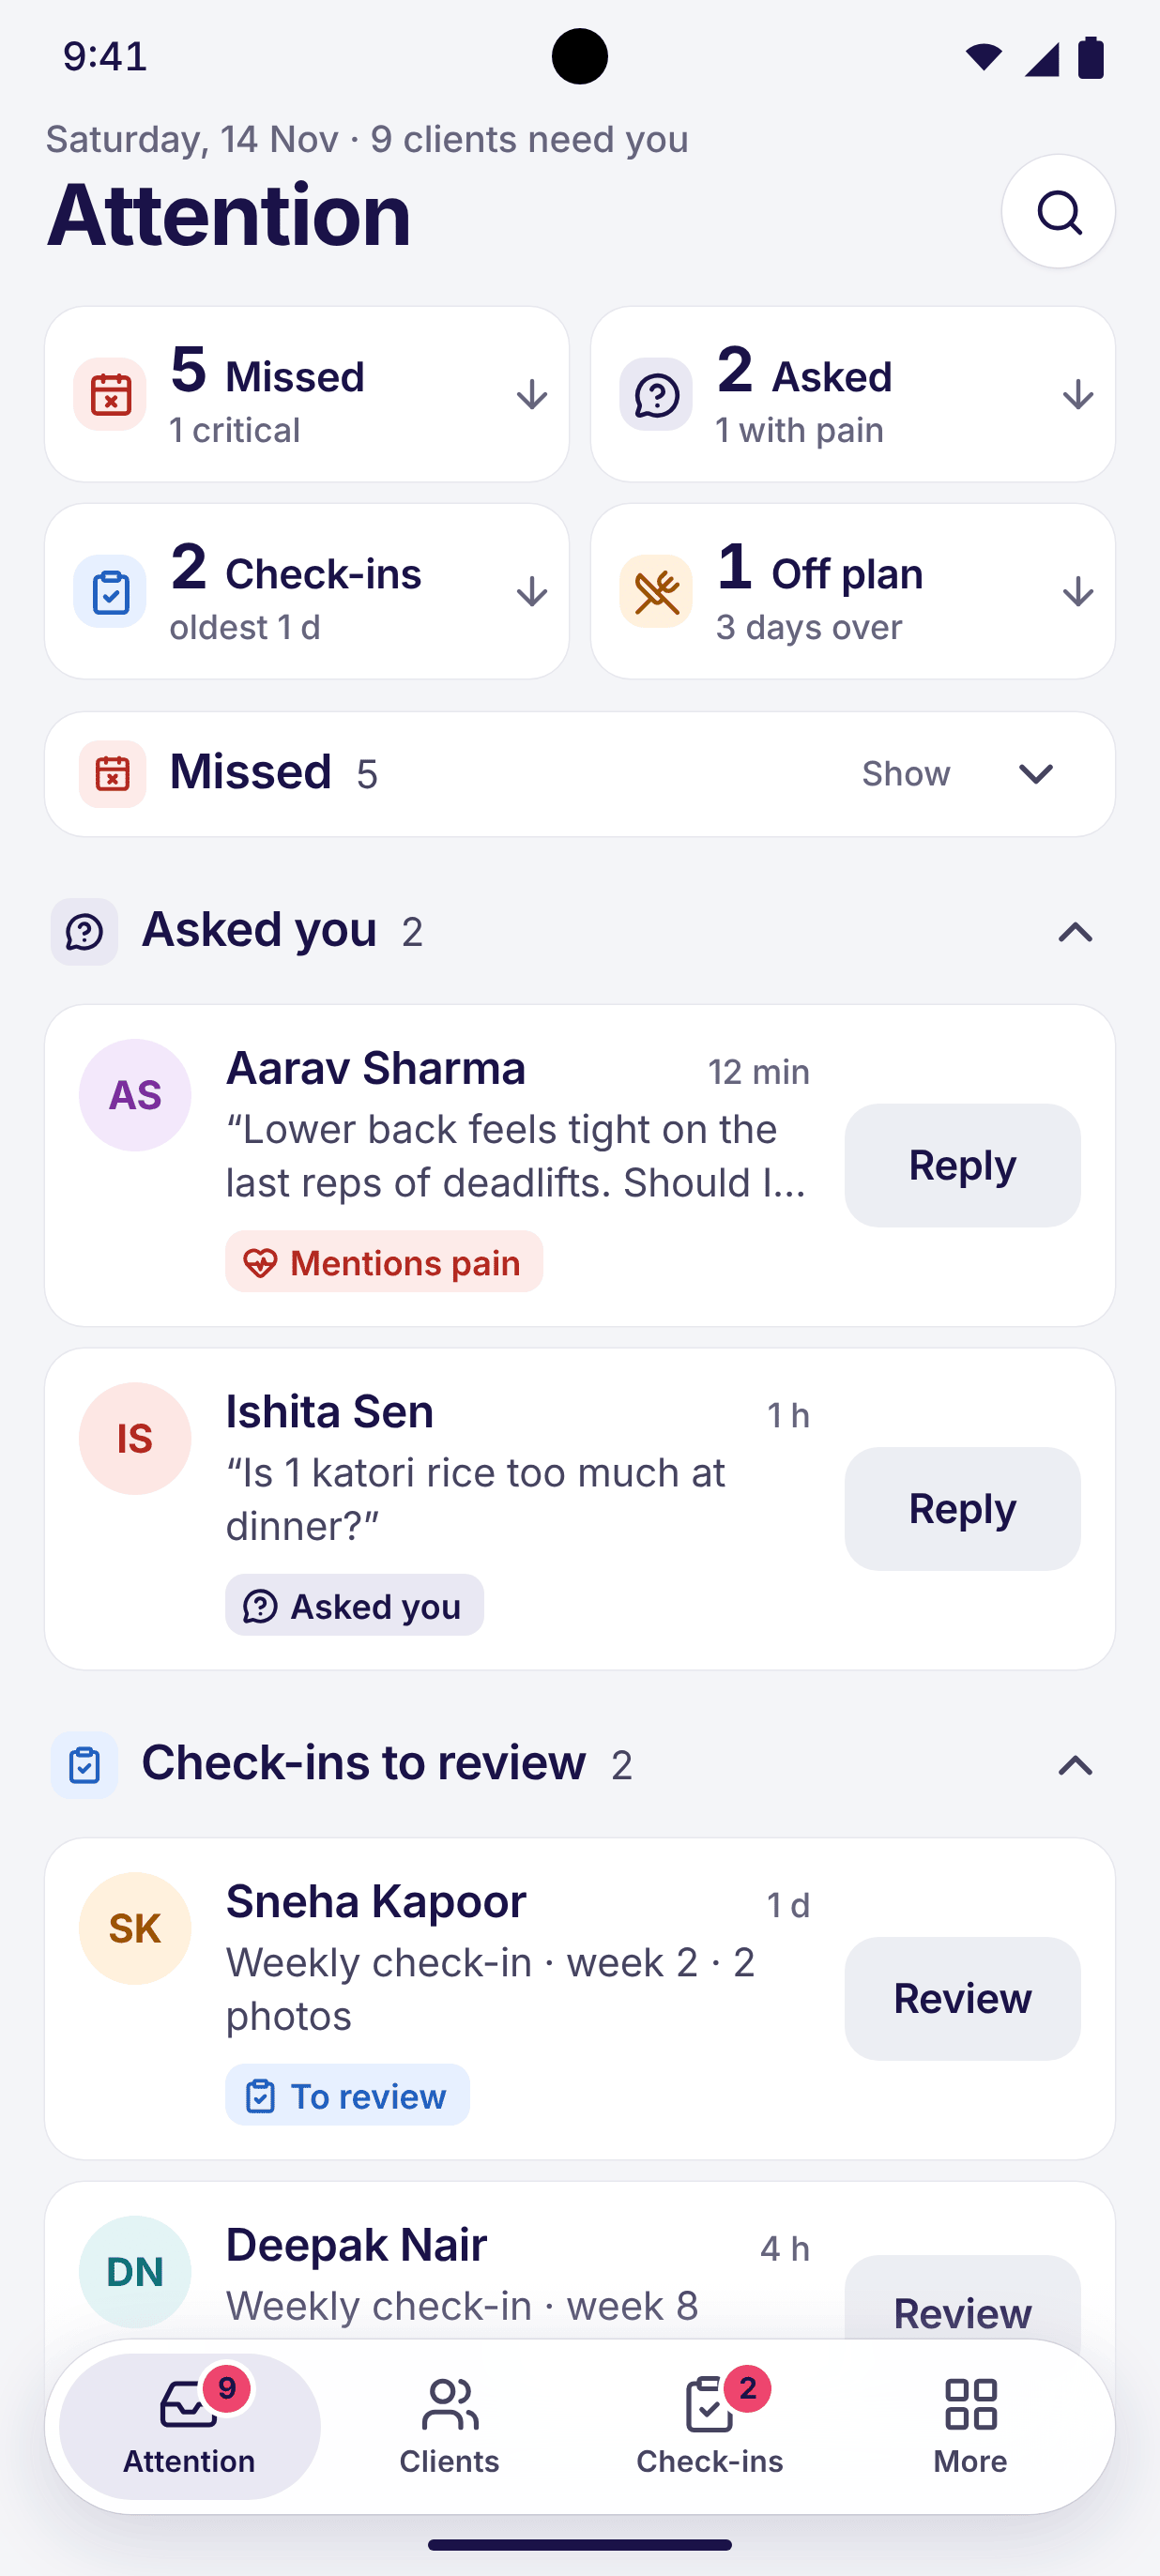 9:41
Saturday, 14 Nov · 9 clients need you
Attention
5 Missed
1 critical
2 Asked
1 with pain
2 Check-ins
oldest 1 d
1 Off plan
3 days over
Missed 5
Show
Asked you 2
AS
Aarav Sharma
12 min
“Lower back feels tight on the
last reps of deadlifts. Should I...
Mentions pain
Reply
IS
Ishita Sen
1 h
“Is 1 katori rice too much at
dinner?”
Asked you
Reply
Check-ins to review 2
SK
Sneha Kapoor
1 d
Weekly check-in · week 2 · 2
photos
To review
Review
DN
Deepak Nair
4 h
Weekly check-in · week 8
Review
9
Attention
Clients
2
Check-ins
More